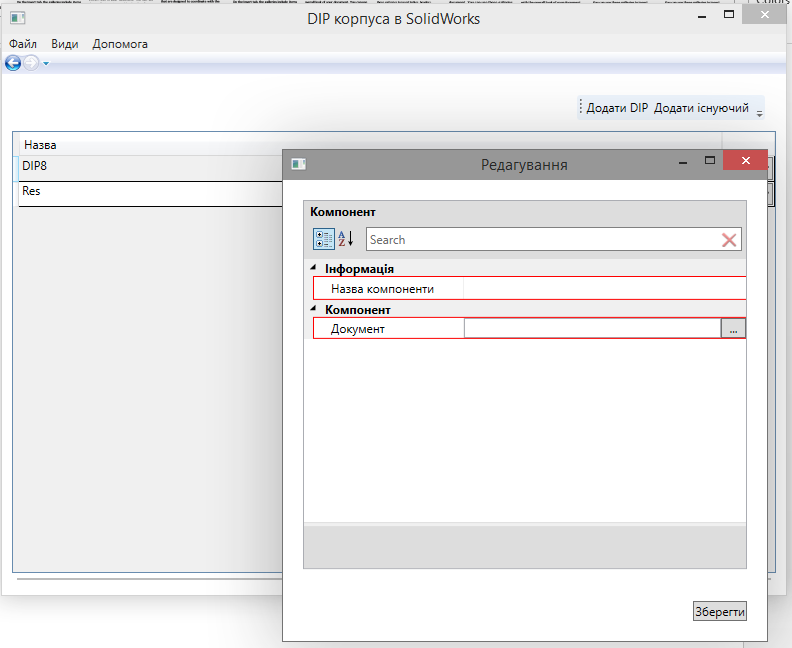 DIP корпуса в SolidWorks
Файл Види Допомога
Додати DIP Додати існуючий
Назва
DIP8
Res
Редагування
Компонент
Search
Інформація
Назва компоненти
Компонент
Документ ...
Зберегти